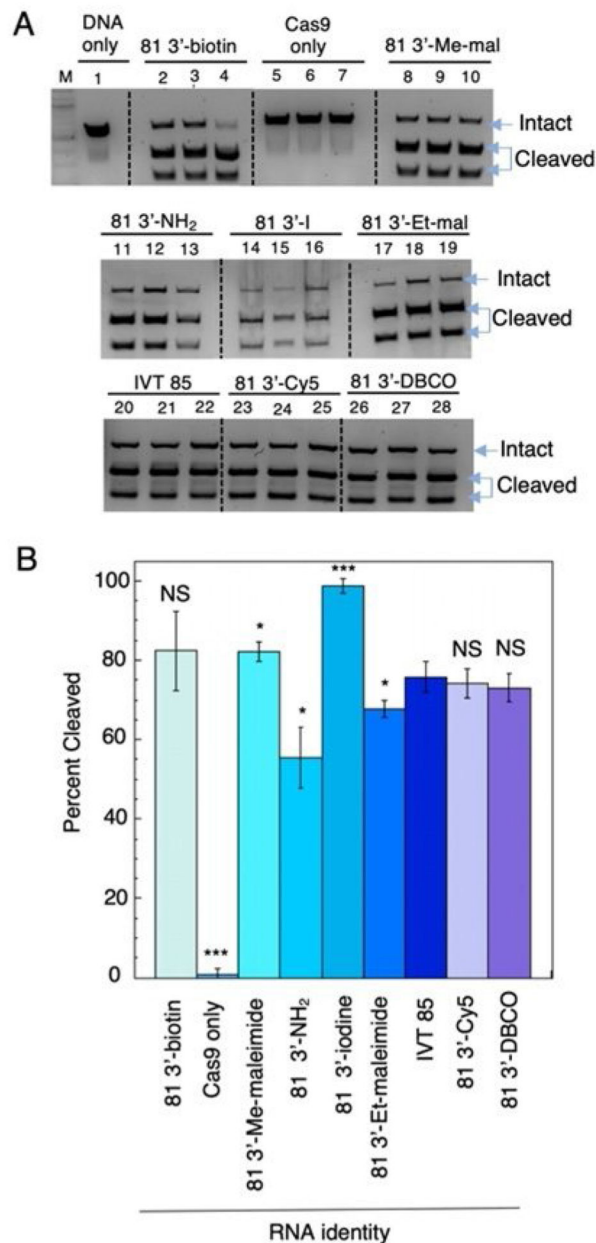 A
DNA only
81 3'-biotin
Cas9 only
81 3'-Me-mal
M 1 2 3 4 5 6 7 8 9 10
Intact
Cleaved
81 3'-NH2 81 3'-I 81 3'-Et-mal
11 12 13 14 15 16 17 18 19
Intact
Cleaved
IVT 85 81 3'-Cy5 81 3'-DBCO
20 21 22 23 24 25 26 27 28
Intact
Cleaved
B
Percent Cleaved
100
80
60
40
20
0
NS
***
*
*
***
*
NS
NS
81 3'-biotin
Cas9 only
81 3'-Me-maleimide
81 3'-NH2
81 3'-iodine
81 3'-Et-maleimide
IVT 85
81 3'-Cy5
81 3'-DBCO
RNA identity